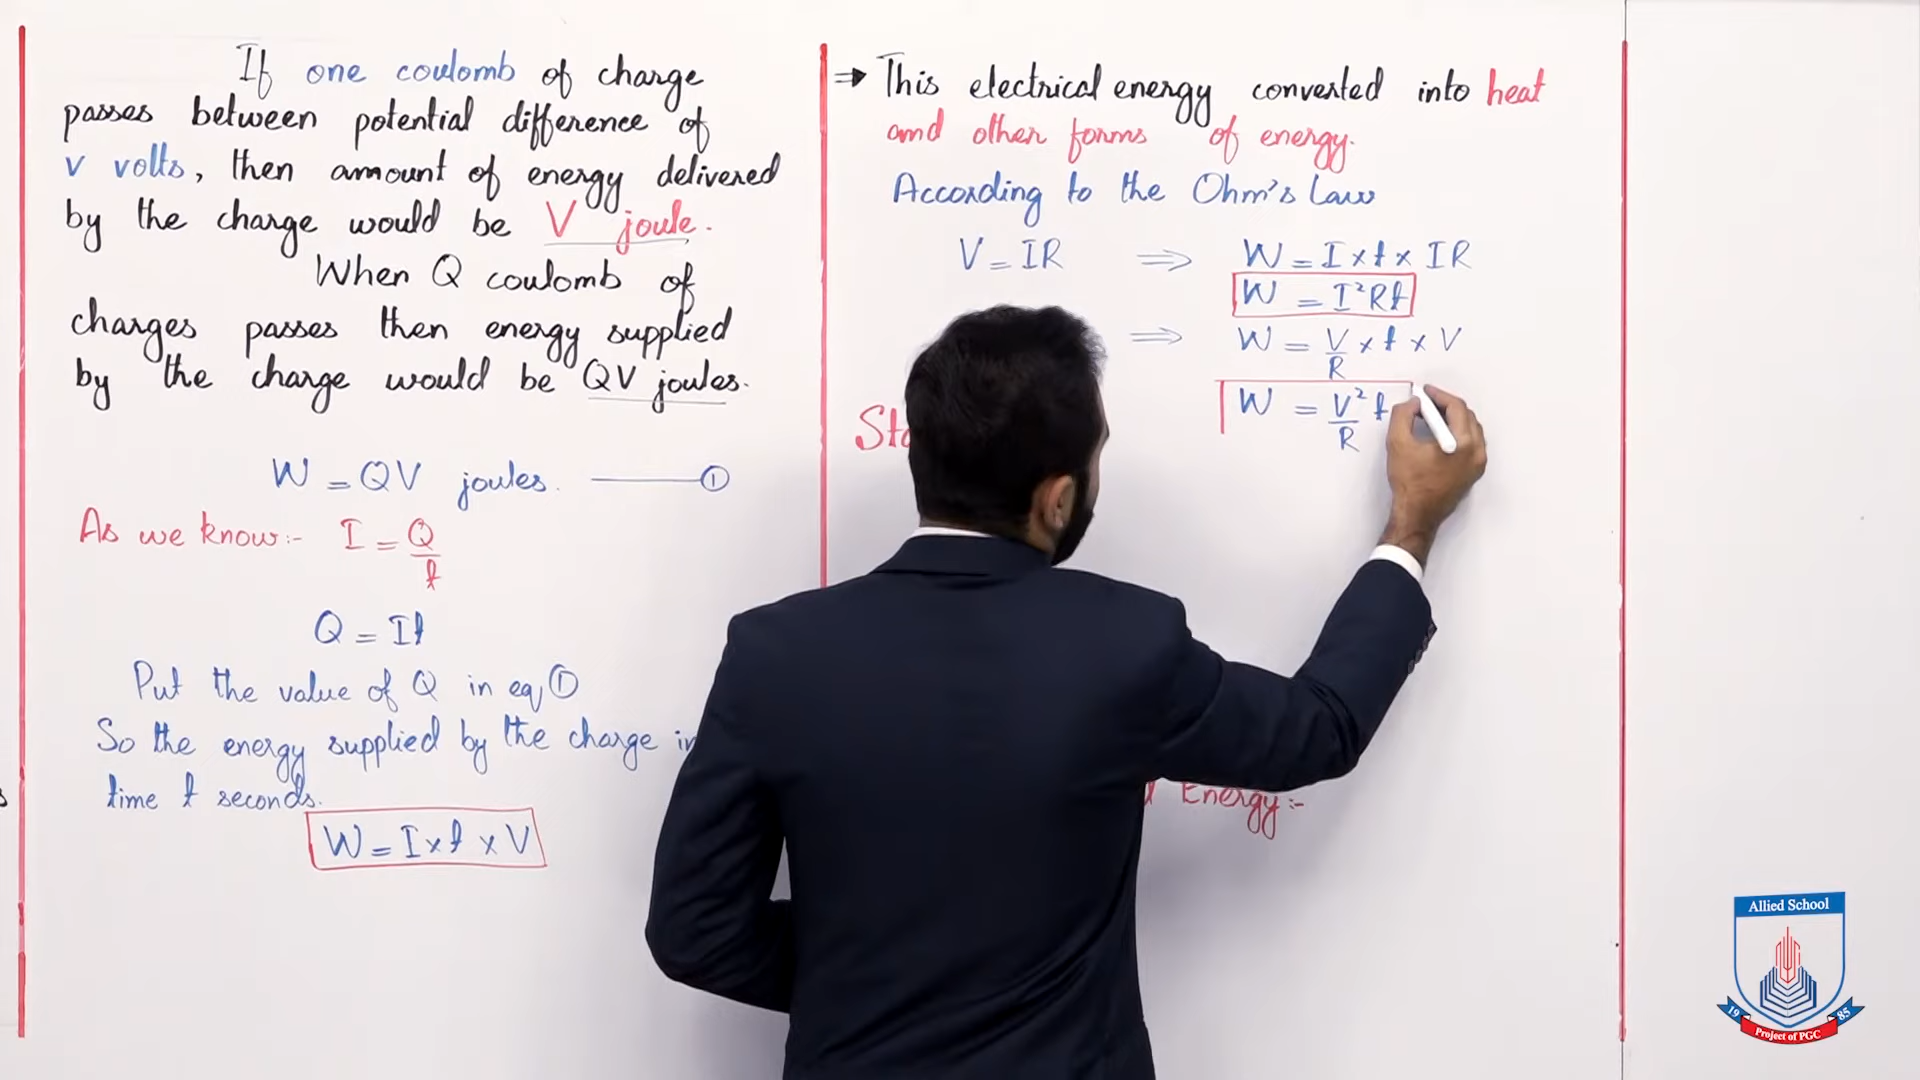 If one coulomb of charge
passes between potential difference of
V volts, then amount of energy delivered
by the charge would be V joule.
When Q coulomb of
charges passes then energy supplied
by the charge would be QV joules.
W = QV joules. ①
As we know:- I = Q/t
Q = It
Put the value of Q in eq ①
So the energy supplied by the charge in
time t seconds.
W = I × t × V
⇒ This electrical energy converted into heat
and other forms of energy.
According to the Ohm's Law
V = IR ⇒ W = I × t × IR
W = I²Rt
⇒ W = V/R × t × V
W = V²/R t
Energy:-
Allied School
19 85
Project of PGC